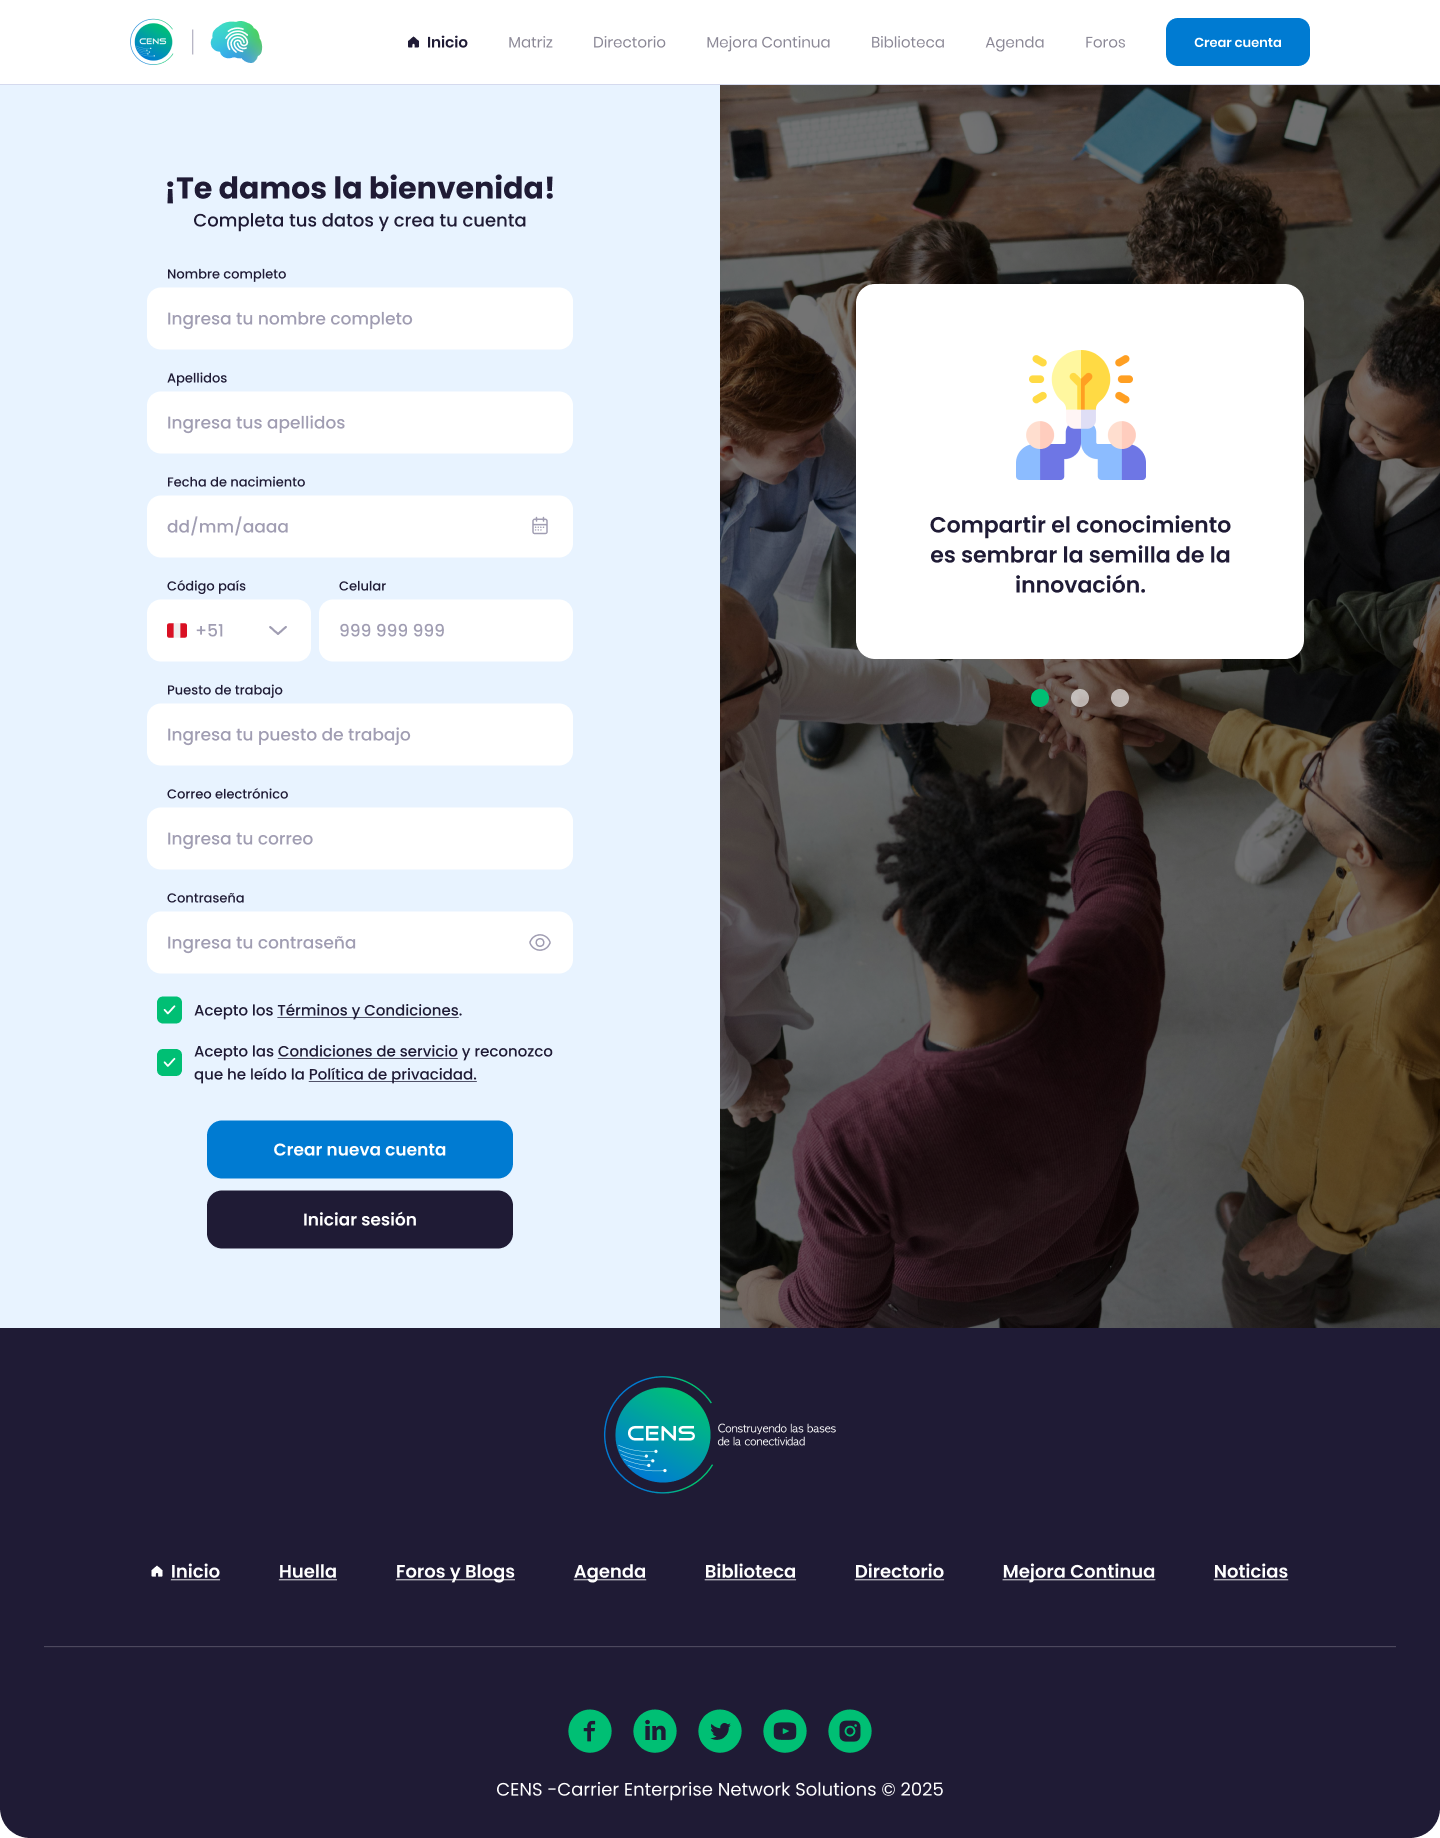 CENS
Inicio
Matriz
Directorio
Mejora Continua
Biblioteca
Agenda
Foros
Crear cuenta
¡Te damos la bienvenida!
Completa tus datos y crea tu cuenta
Nombre completo
Ingresa tu nombre completo
Apellidos
Ingresa tus apellidos
Fecha de nacimiento
dd/mm/aaaa
Código país
Celular
+51
999 999 999
Puesto de trabajo
Ingresa tu puesto de trabajo
Correo electrónico
Ingresa tu correo
Contraseña
Ingresa tu contraseña
Acepto los Términos y Condiciones.
Acepto las Condiciones de servicio y reconozco
que he leído la Política de privacidad.
Crear nueva cuenta
Iniciar sesión
Compartir el conocimiento
es sembrar la semilla de la
innovación.
CENS
Construyendo las bases
de la conectividad
Inicio
Huella
Foros y Blogs
Agenda
Biblioteca
Directorio
Mejora Continua
Noticias
CENS -Carrier Enterprise Network Solutions © 2025